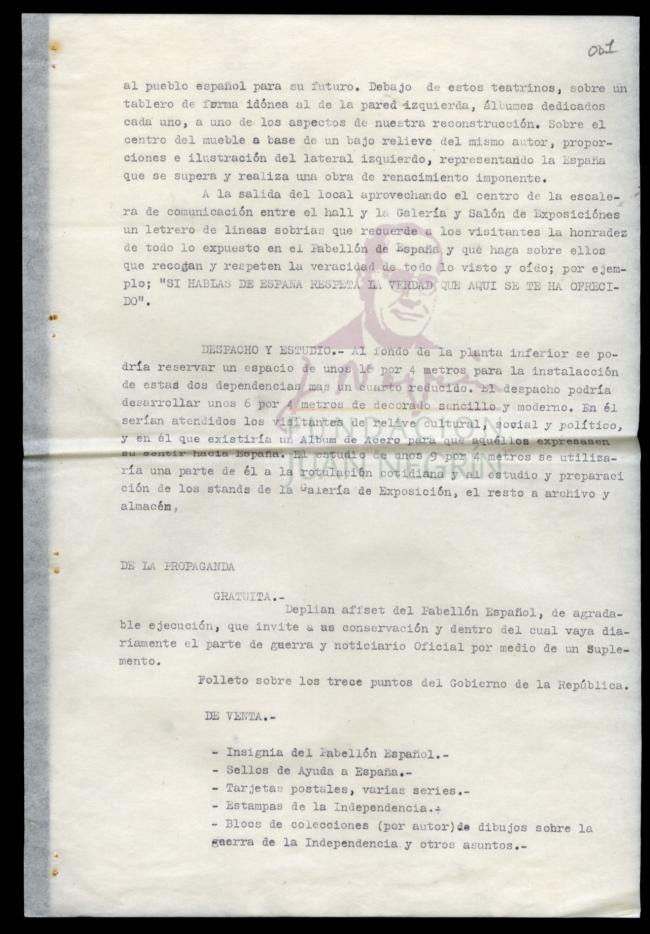 001
al pueblo español para su futuro. Debajo de estos teatrinos, sobre un
tablero de forma idónea al de la pared izquierda, álbumes dedicados
cada uno, a uno de los aspectos de nuestra reconstrucción. Sobre el
centro del mueble a base de un bajo relieve del mismo autor, propor-
ciones e ilustración del lateral izquierdo, representando la España
que se supera y realiza una obra de renacimiento imponente.
A la salida del local aprovechando el centro de la escale-
ra de comunicación entre el hall y la Galería y Salón de Exposiciónes
un letrero de lineas sobrias que recuerde a los visitantes la honradez
de todo lo expuesto en el Pabellón de España y que haga sobre ellos
que recojan y respeten la veracidad de todo lo visto y oído; por ejem-
plo; "SI HABLAS DE ESPAÑA RESPETA LA VERDAD QUE AQUI SE TE HA OFRECI-
DO".
DESPACHO Y ESTUDIO.- Al fondo de la planta inferior se po-
dría reservar un espacio de unos 16 por 4 metros para la instalacción
de estas dos dependencias mas un cuarto reducido. El despacho podría
desarrollar unos 6 por 4 metros de decorado sencillo y moderno. En él
serían atendidos los visitantes de relive cultural, social y político,
y en él que existiría un Album de Acero para que aquéllos expresasen
su sentir hacia España. El estudio de unos 6 por 4 metros se utiliza-
ría una parte de él a la rotulación cotidiana y al estudio y preparaci
ción de los stands de la Galería de Exposición, el resto a archivo y
almacén,
FUNDACIÓN
JUAN NEGRÍN
DE LA PROPAGANDA
GRATUITA.-
Deplian affset del Pabellón Español, de agrada-
ble ejecución, que invite a us conservación y dentro del cual vaya dia-
riamente el parte de guerra y noticiario Oficial por medio de un Suple-
mento.
Folleto sobre los trece puntos del Gobierno de la República.
DE VENTA.-
- Insignia del Pabellón Español.-
- Sellos de Ayuda a España.-
- Tarjetas postales, varias series.-
- Estampas de la Independencia.-
- Blocs de colecciones (por autor)de dibujos sobre la
guerra de la Independencia y otros asuntos.-